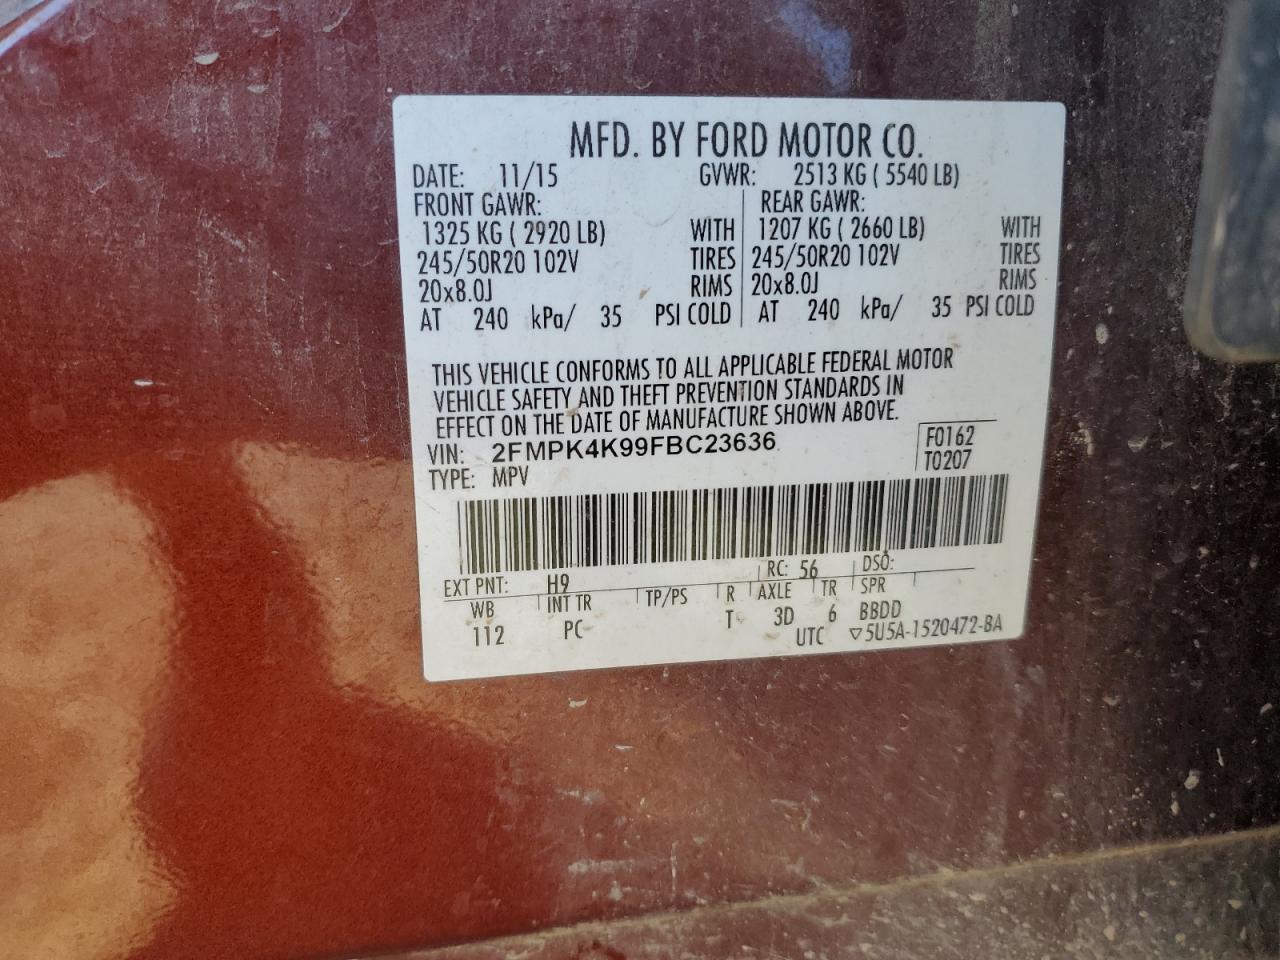 MFD. BY FORD MOTOR CO.
DATE: 11/15 GVWR: 2513 KG ( 5540 LB)
FRONT GAWR: REAR GAWR:
1325 KG ( 2920 LB) WITH 1207 KG ( 2660 LB) WITH
245/50R20 102V TIRES 245/50R20 102V TIRES
20x8.0J RIMS 20x8.0J RIMS
AT 240 kPa/ 35 PSI COLD AT 240 kPa/ 35 PSI COLD
THIS VEHICLE CONFORMS TO ALL APPLICABLE FEDERAL MOTOR
VEHICLE SAFETY AND THEFT PREVENTION STANDARDS IN
EFFECT ON THE DATE OF MANUFACTURE SHOWN ABOVE.
VIN: 2FMPK4K99FBC23636 F0162
TYPE: MPV T0207
EXT PNT: H9 RC: 56 DSO:
WB INT TR TP/PS R AXLE TR SPR
112 PC T 3D 6 BBDD
UTC ▽5U5A-1520472-BA